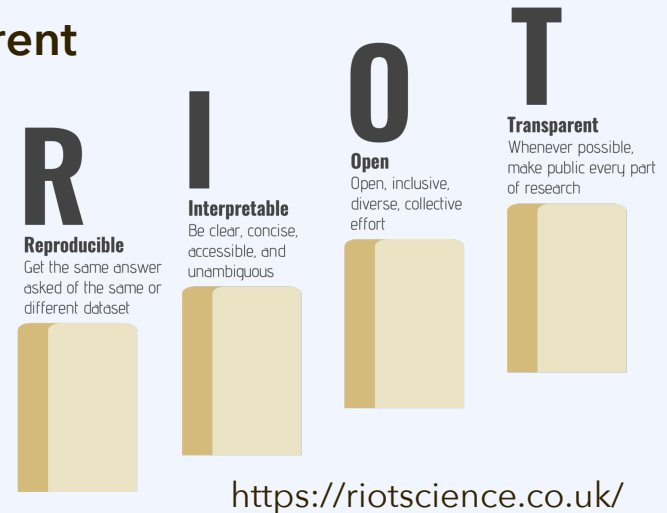 rent
R
Reproducible
Get the same answer
asked of the same or
different dataset
I
Interpretable
Be clear, concise,
accessible, and
unambiguous
O
Open
Open, inclusive,
diverse, collective
effort
T
Transparent
Whenever possible,
make public every part
of research
https://riotscience.co.uk/